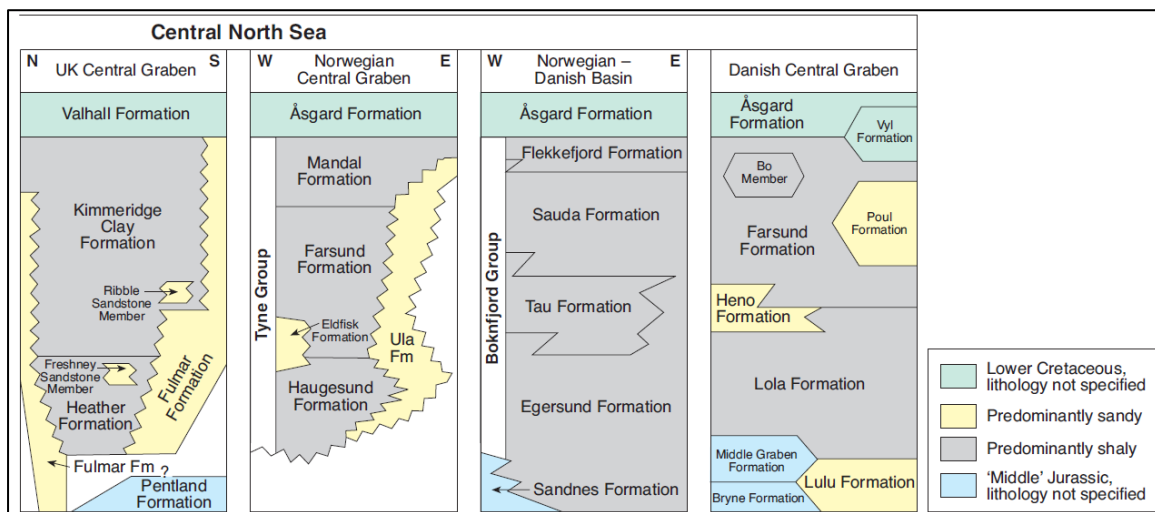 Central North Sea
N
UK Central Graben
S
W
Norwegian
Central Graben
E
W
Norwegian –
Danish Basin
E
Danish Central Graben
Valhall Formation
Kimmeridge
Clay
Formation
Ribble
Sandstone
Member
Freshney
Sandstone
Member
Heather
Formation
Fulmar
Formation
Fulmar Fm ?
Pentland
Formation
Tyne Group
Åsgard Formation
Mandal
Formation
Farsund
Formation
Eldfisk
Formation
Ula
Fm
Haugesund
Formation
Boknfjord Group
Åsgard Formation
Flekkefjord Formation
Sauda Formation
Tau Formation
Egersund Formation
Sandnes Formation
Åsgard
Formation
Vyl
Formation
Bo
Member
Poul
Formation
Farsund
Formation
Heno
Formation
Lola Formation
Middle Graben
Formation
Bryne Formation
Lulu Formation
Lower Cretaceous,
lithology not specified
Predominantly sandy
Predominantly shaly
‘Middle’ Jurassic,
lithology not specified